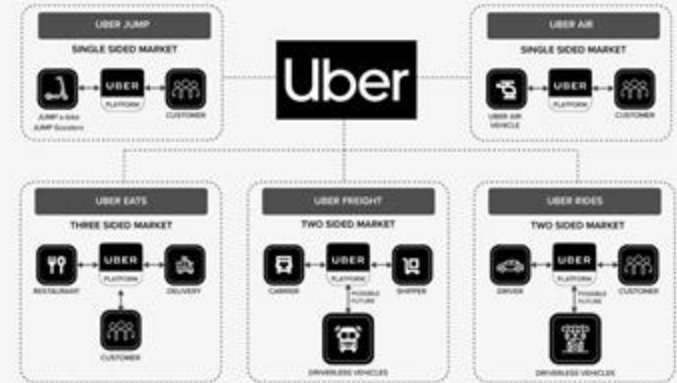 UBER JUMP
SINGLE SIDED MARKET
UBER
PLATFORM
CUSTOMER
JUMP e-bike
JUMP Scooters
Uber
UBER AIR
SINGLE SIDED MARKET
UBER
PLATFORM
UBER AIR
VEHICLE
CUSTOMER
UBER EATS
THREE SIDED MARKET
UBER
PLATFORM
RESTAURANT
DELIVERY
CUSTOMER
UBER FREIGHT
TWO SIDED MARKET
UBER
PLATFORM
CARRIER
SHIPPER
POSSIBLE
FUTURE
DRIVERLESS VEHICLES
UBER RIDES
TWO SIDED MARKET
UBER
PLATFORM
DRIVER
CUSTOMER
POSSIBLE
FUTURE
DRIVERLESS VEHICLES